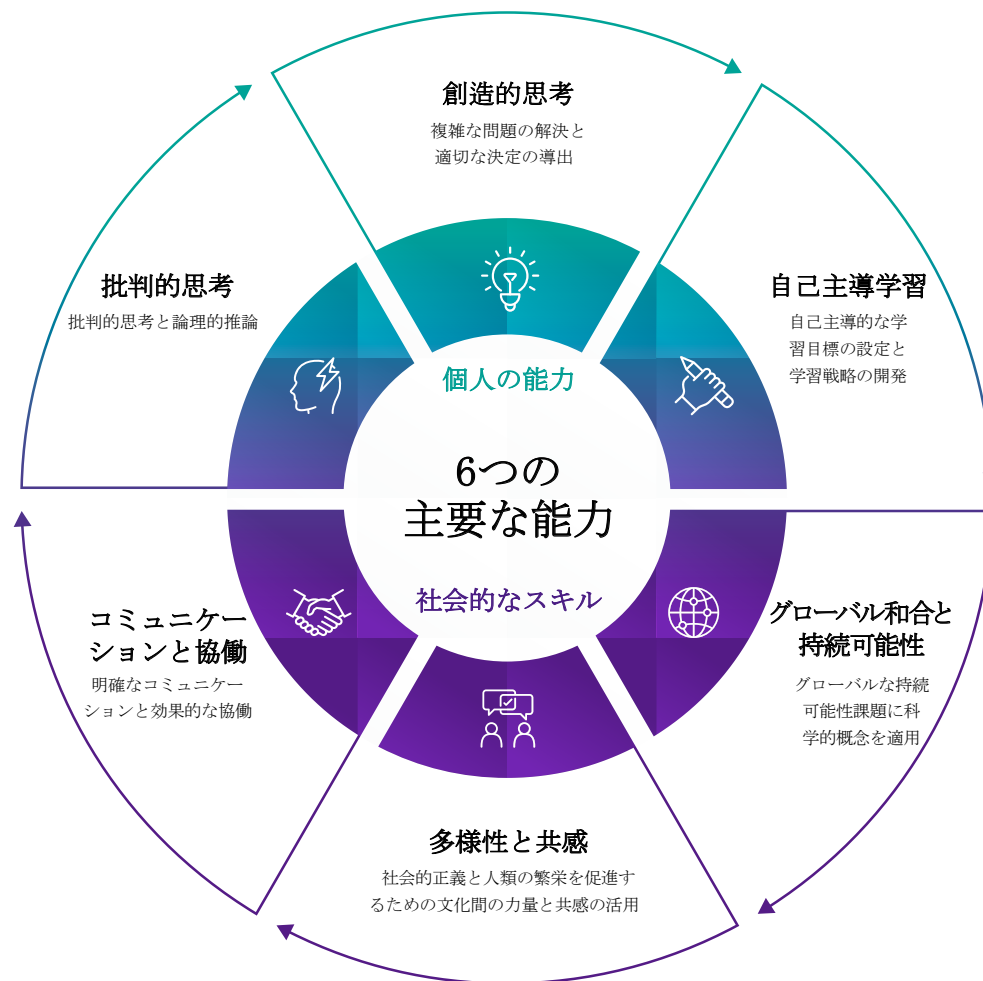 創造的思考
複雑な問題の解決と
適切な決定の導出
批判的思考
批判的思考と論理的推論
自己主導学習
自己主導的な学
習目標の設定と
学習戦略の開発
個人の能力
6つの
主要な能力
社会的なスキル
コミュニケー
ションと協働
明確なコミュニケー
ションと効果的な協働
グローバル和合と
持続可能性
グローバルな持続
可能性課題に科
学的概念を適用
多様性と共感
社会的正義と人類の繁栄を促進す
るための文化間の力量と共感の活用